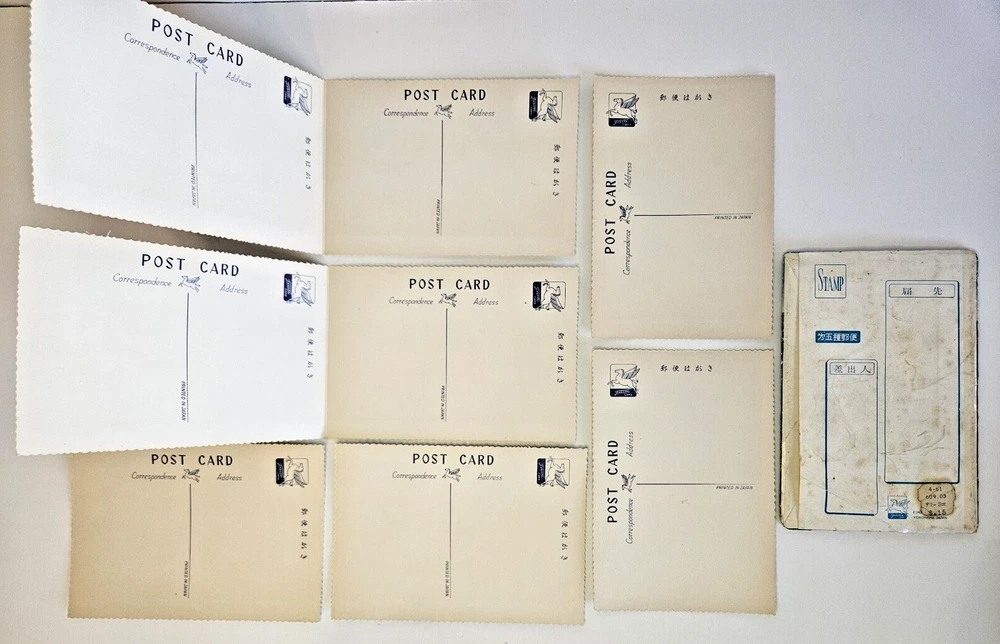 POST CARD
Correspondence
Address
PRINTED IN JAPAN
郵便はがき
POST CARD
Correspondence
Address
PRINTED IN JAPAN
郵便はがき
POST CARD
Correspondence
Address
PRINTED IN JAPAN
郵便はがき
POST CARD
Correspondence
Address
PRINTED IN JAPAN
郵便はがき
POST CARD
Correspondence
Address
PRINTED IN JAPAN
郵便はがき
POST CARD
Correspondence
Address
PRINTED IN JAPAN
郵便はがき
郵便はがき
POST CARD
Correspondence
Address
PRINTED IN JAPAN
郵便はがき
POST CARD
Correspondence
Address
PRINTED IN JAPAN
STAMP
届先
差出人